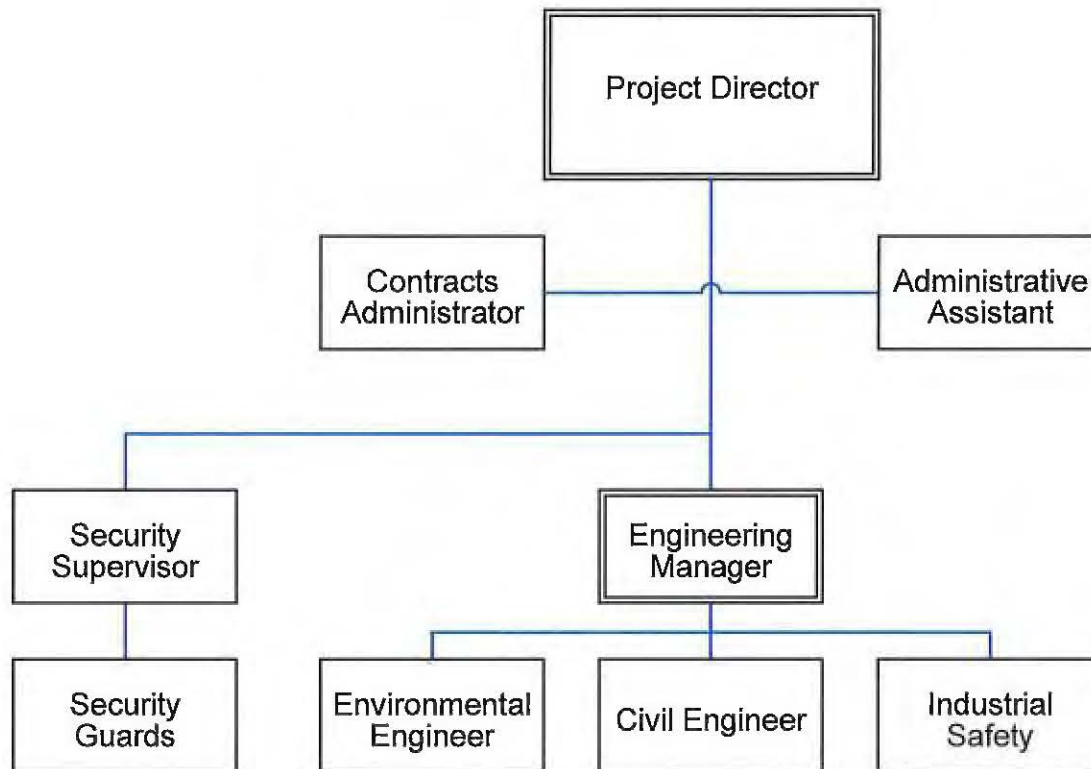 Project Director
Contracts
Administrator
Administrative
Assistant
Security
Supervisor
Engineering
Manager
Security
Guards
Environmental
Engineer
Civil Engineer
Industrial
Safety